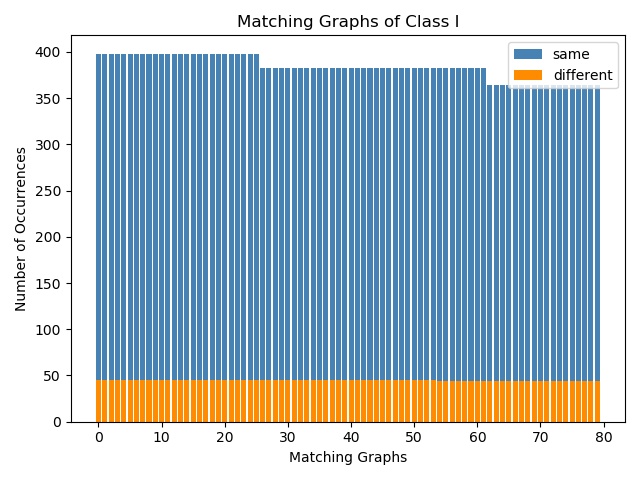 Matching Graphs of Class I
same
different
Number of Occurrences
400
350
300
250
200
150
100
50
0
0 10 20 30 40 50 60 70 80
Matching Graphs